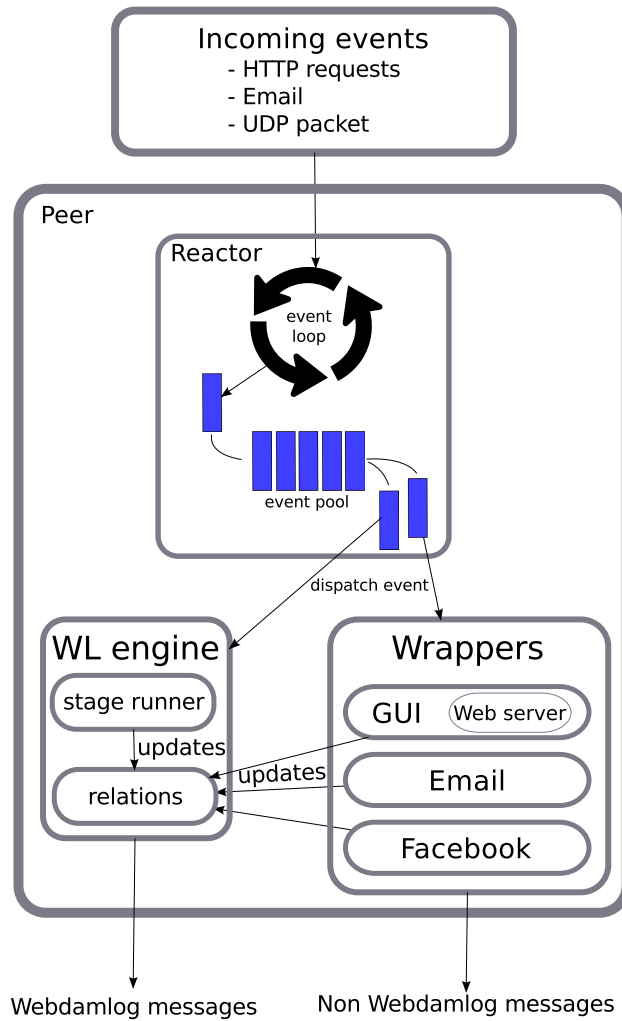 Incoming events
- HTTP requests
- Email
- UDP packet
Peer
Reactor
event
loop
event pool
dispatch event
WL engine
stage runner
updates
relations
updates
Wrappers
GUI
Web server
Email
Facebook
Webdamlog messages
Non Webdamlog messages